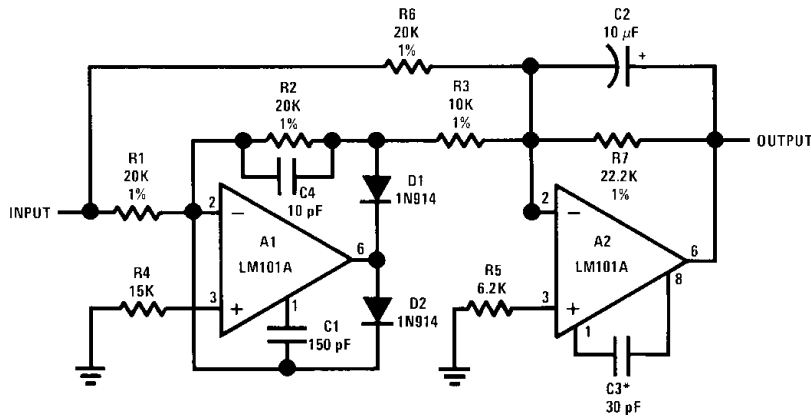 R6
20K
1%
C2
10 μF
+
R2
20K
1%
R3
10K
1%
R1
20K
1%
C4
10 pF
D1
1N914
R7
22.2K
1%
OUTPUT
INPUT
2
−
A1
LM101A
6
R4
15K
3
+
1
C1
150 pF
D2
1N914
2
−
A2
LM101A
6
8
R5
6.2K
3
+
1
C3*
30 pF